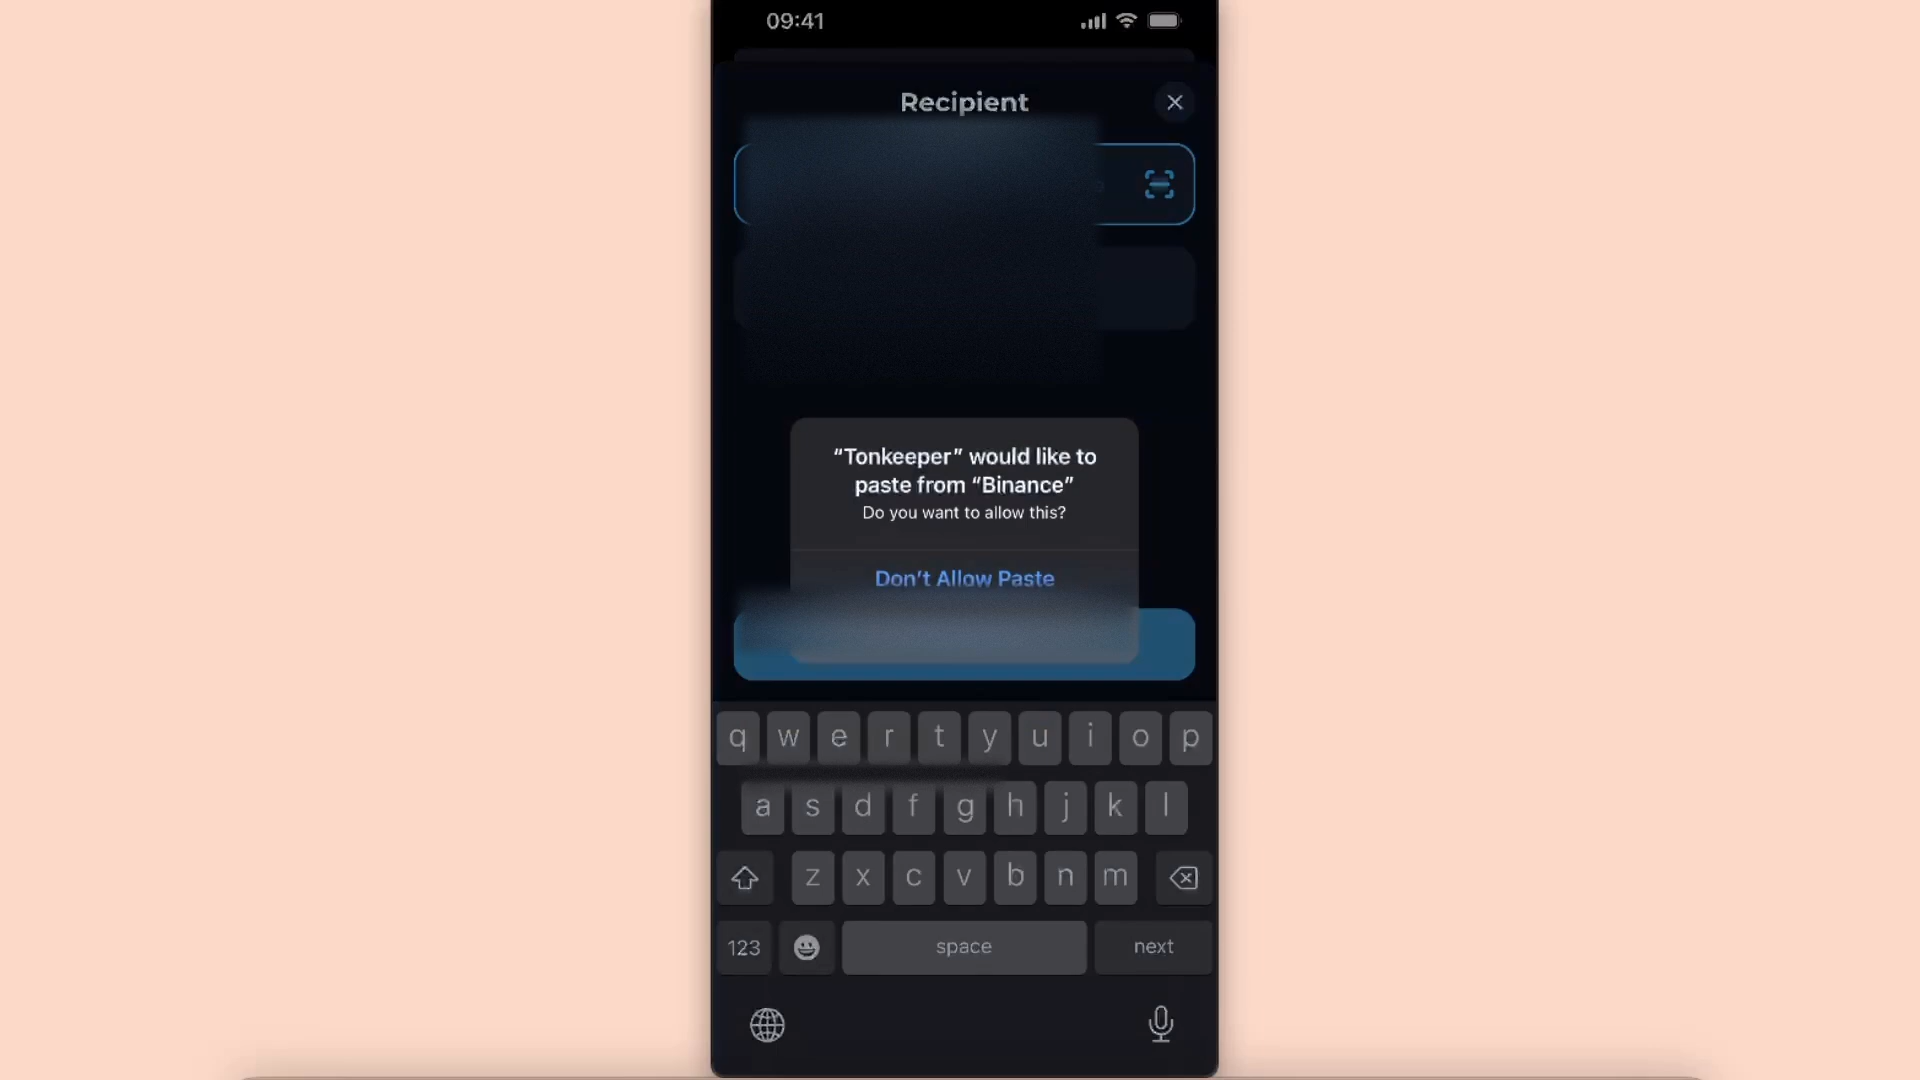 09:41
Recipient
“Tonkeeper” would like to
paste from “Binance”
Do you want to allow this?
Don’t Allow Paste
q w e r t y u i o p
a s d f g h j k l
z x c v b n m
123 space next